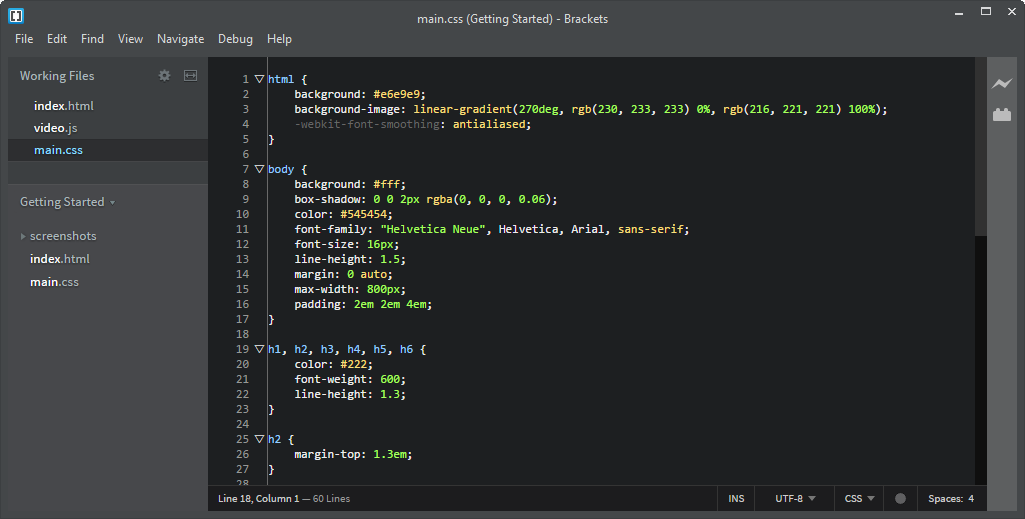 main.css (Getting Started) - Brackets
File Edit Find View Navigate Debug Help
Working Files
index.html
video.js
main.css
Getting Started
screenshots
index.html
main.css
1 html {
2 background: #e6e9e9;
3 background-image: linear-gradient(270deg, rgb(230, 233, 233) 0%, rgb(216, 221, 221) 100%);
4 -webkit-font-smoothing: antialiased;
5 }
6
7 body {
8 background: #fff;
9 box-shadow: 0 0 2px rgba(0, 0, 0, 0.06);
10 color: #545454;
11 font-family: "Helvetica Neue", Helvetica, Arial, sans-serif;
12 font-size: 16px;
13 line-height: 1.5;
14 margin: 0 auto;
15 max-width: 800px;
16 padding: 2em 2em 4em;
17 }
18
19 h1, h2, h3, h4, h5, h6 {
20 color: #222;
21 font-weight: 600;
22 line-height: 1.3;
23 }
24
25 h2 {
26 margin-top: 1.3em;
27 }
28
Line 18, Column 1 — 60 Lines
INS UTF-8 CSS Spaces: 4